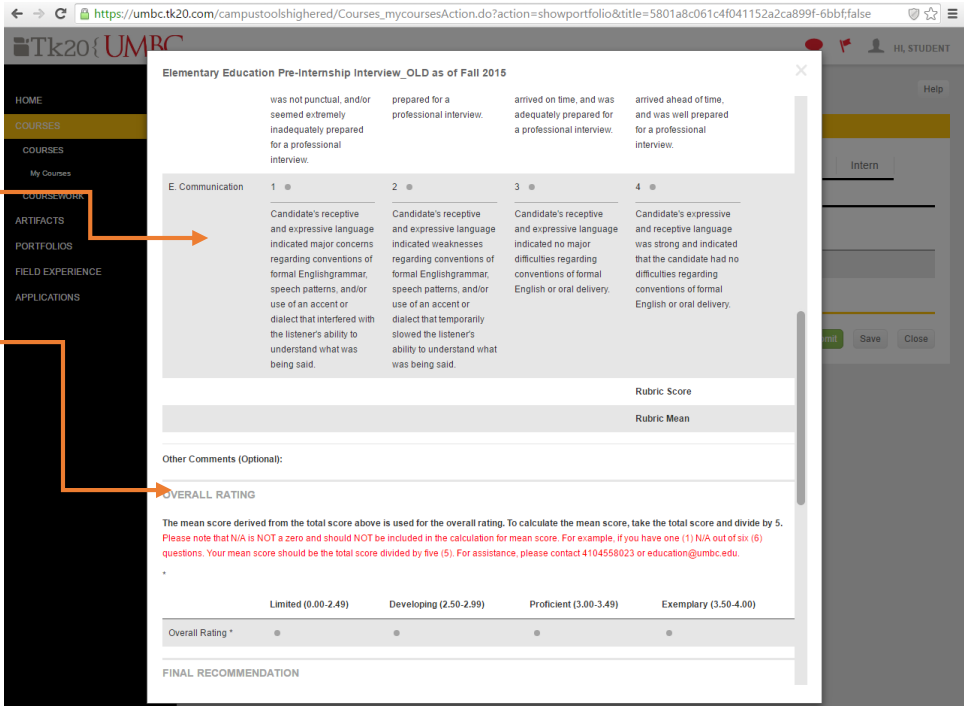 https://umbc.tk20.com/campustoolshighered/Courses_mycoursesAction.do?action=showportfolio&title=5801a8c061c4f041152a2ca899f-6bbf;false
Tk20{UMBC
HI, STUDENT
Help
HOME
COURSES
COURSES
My Courses
COURSEWORK
ARTIFACTS
PORTFOLIOS
FIELD EXPERIENCE
APPLICATIONS
Intern
Save
Close
Elementary Education Pre-Internship Interview_OLD as of Fall 2015
was not punctual, and/or
seemed extremely
inadequately prepared
for a professional
interview.
prepared for a
professional interview.
arrived on time, and was
adequately prepared for
a professional interview.
arrived ahead of time,
and was well prepared
for a professional
interview.
E. Communication
1
Candidate's receptive
and expressive language
indicated major concerns
regarding conventions of
formal Englishgrammar,
speech patterns, and/or
use of an accent or
dialect that interfered with
the listener's ability to
understand what was
being said.
2
Candidate's receptive
and expressive language
indicated weaknesses
regarding conventions of
formal Englishgrammar,
speech patterns, and/or
use of an accent or
dialect that temporarily
slowed the listener's
ability to understand what
was being said.
3
Candidate's receptive
and expressive language
indicated no major
difficulties regarding
conventions of formal
English or oral delivery.
4
Candidate's expressive
and receptive language
was strong and indicated
that the candidate had no
difficulties regarding
conventions of formal
English or oral delivery.
Rubric Score
Rubric Mean
Other Comments (Optional):
OVERALL RATING
The mean score derived from the total score above is used for the overall rating. To calculate the mean score, take the total score and divide by 5.
Please note that N/A is NOT a zero and should NOT be included in the calculation for mean score. For example, if you have one (1) N/A out of six (6)
questions. Your mean score should be the total score divided by five (5). For assistance, please contact 4104558023 or education@umbc.edu.
*
Limited (0.00-2.49) Developing (2.50-2.99) Proficient (3.00-3.49) Exemplary (3.50-4.00)
Overall Rating *
FINAL RECOMMENDATION